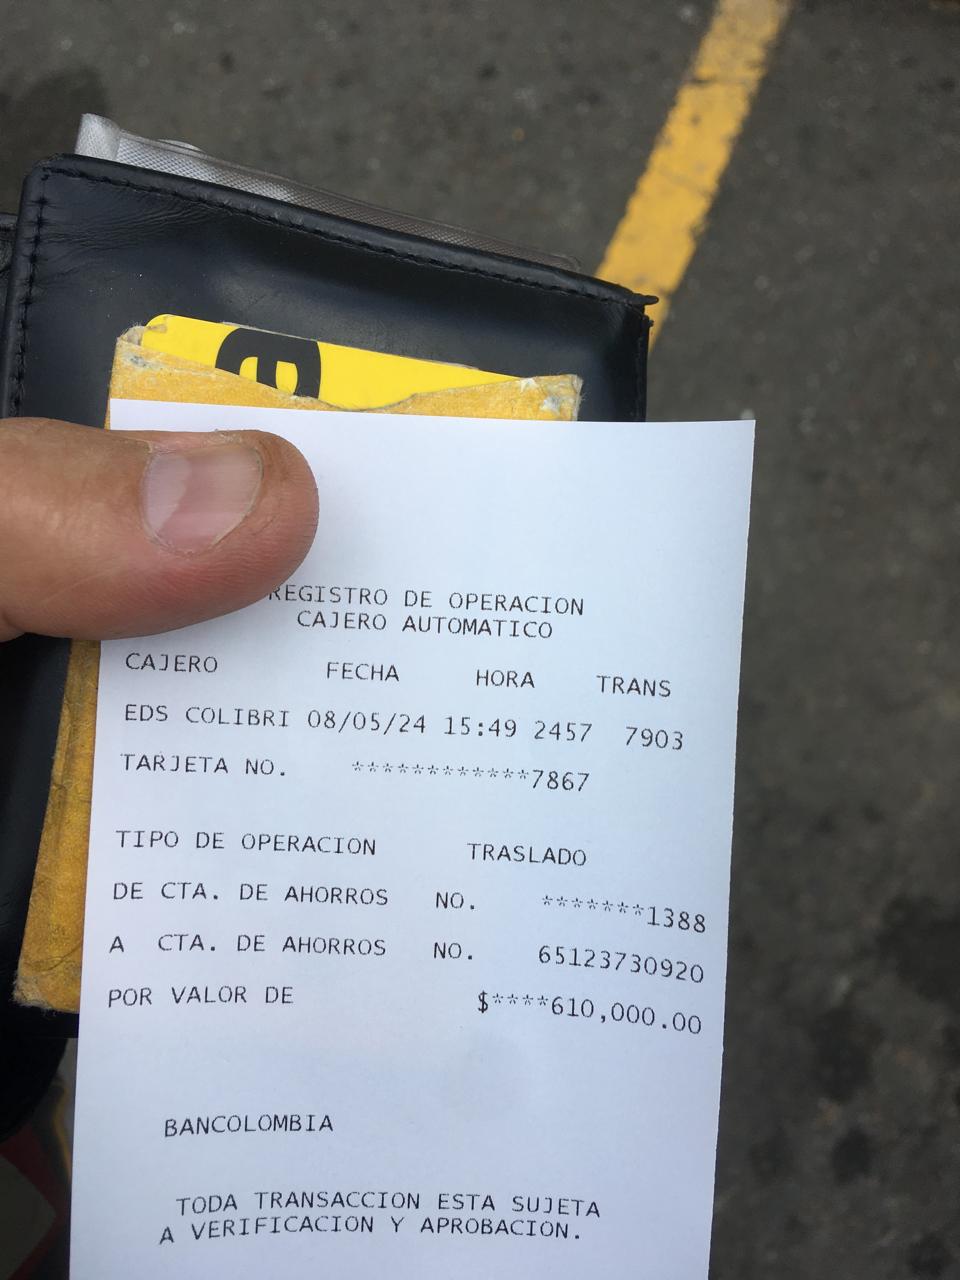 e
REGISTRO DE OPERACION
CAJERO AUTOMATICO
CAJERO FECHA HORA TRANS
EDS COLIBRI 08/05/24 15:49 2457 7903
TARJETA NO. ************7867
TIPO DE OPERACION TRASLADO
DE CTA. DE AHORROS NO. *******1388
A CTA. DE AHORROS NO. 65123730920
POR VALOR DE $****610,000.00
BANCOLOMBIA
TODA TRANSACCION ESTA SUJETA
A VERIFICACION Y APROBACION.